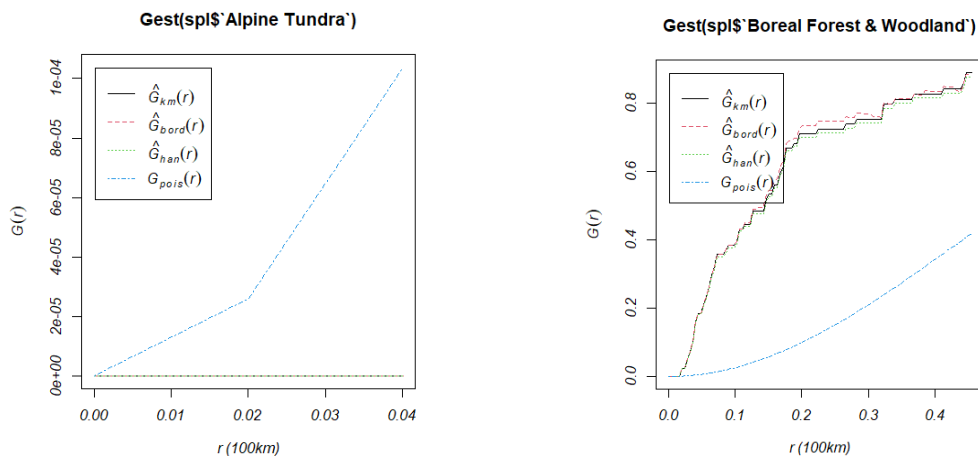 Gest(spl$`Alpine Tundra`)
Ĝkm(r)
Ĝbord(r)
Ĝhan(r)
Gpois(r)
G(r)
0e+00 2e-05 4e-05 6e-05 8e-05 1e-04
0.00 0.01 0.02 0.03 0.04
r (100km)
Gest(spl$`Boreal Forest & Woodland`)
Ĝkm(r)
Ĝbord(r)
Ĝhan(r)
Gpois(r)
G(r)
0.0 0.2 0.4 0.6 0.8
0.0 0.1 0.2 0.3 0.4
r (100km)